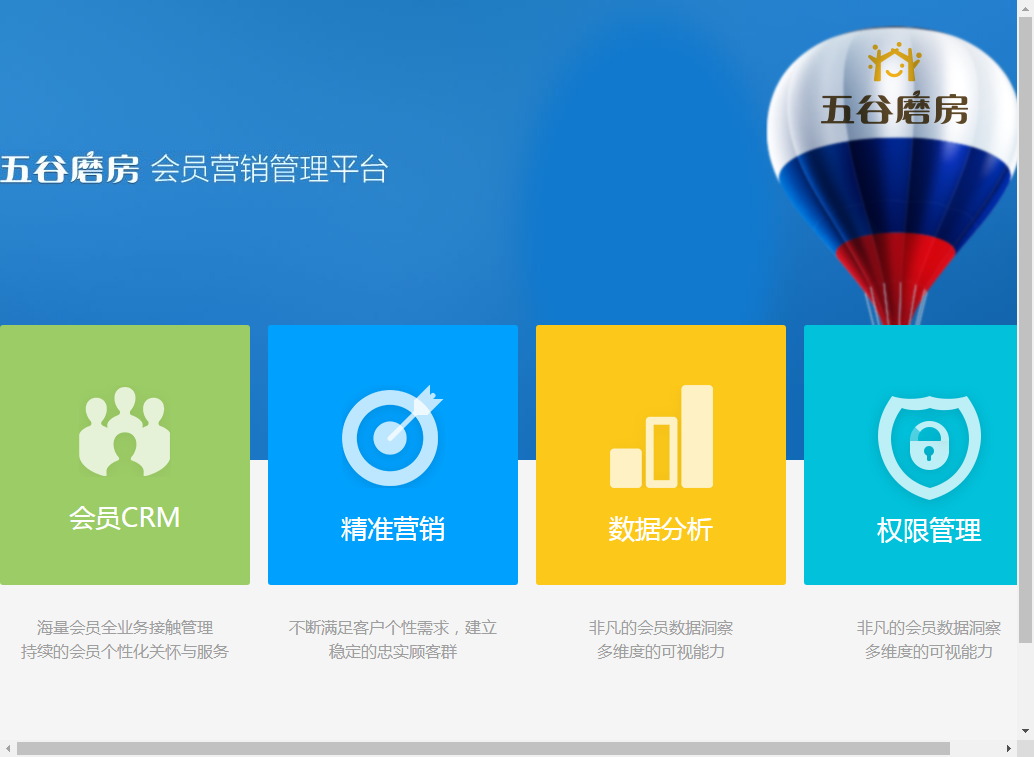 五谷磨房
五谷磨房 会员营销管理平台
会员CRM
精准营销
数据分析
权限管理
海量会员全业务接触管理
持续的会员个性化关怀与服务
不断满足客户个性需求，建立
稳定的忠实顾客群
非凡的会员数据洞察
多维度的可视能力
非凡的会员数据洞察
多维度的可视能力